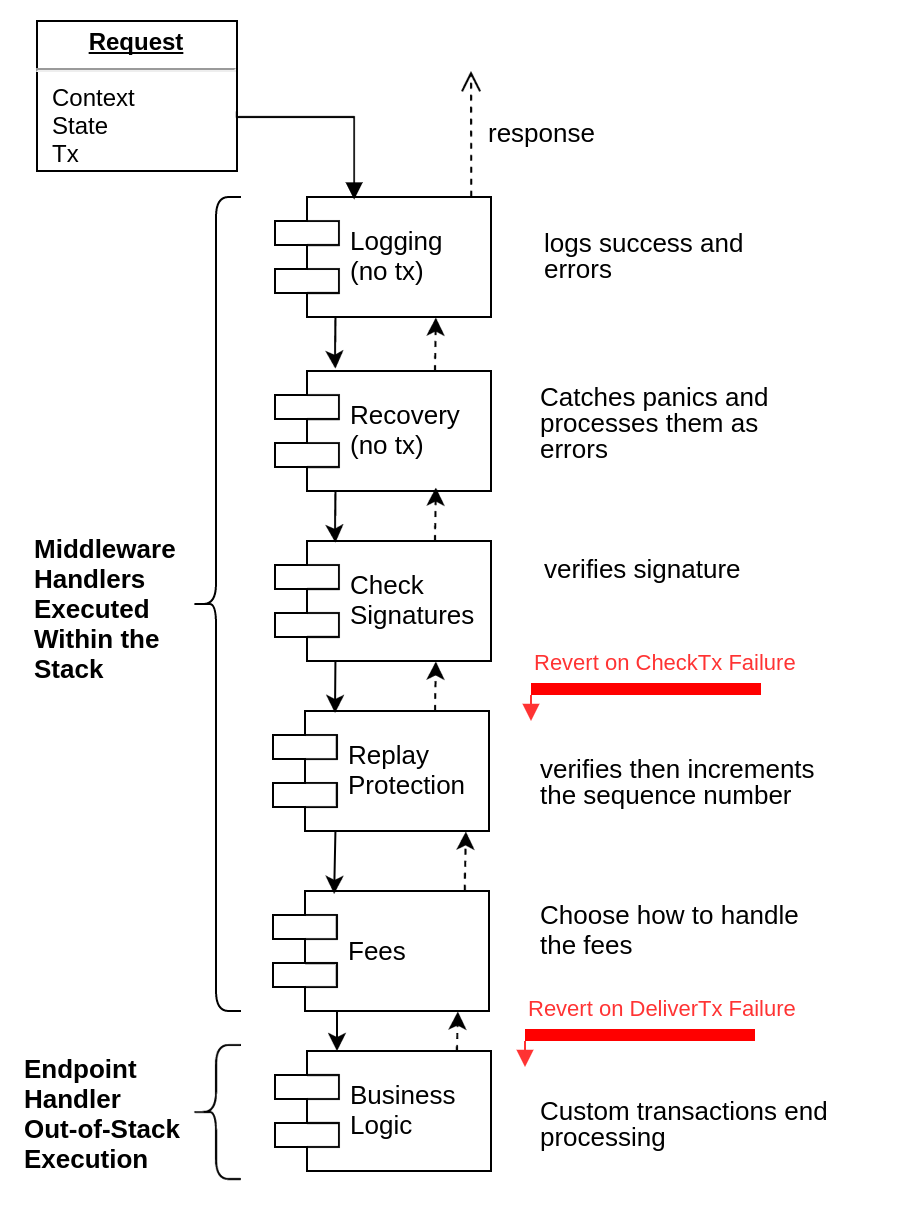 Request
Context
State
Tx
response
Logging
(no tx)
logs success and
errors
Recovery
(no tx)
Catches panics and
processes them as
errors
Middleware
Handlers
Executed
Within the
Stack
Check
Signatures
verifies signature
Revert on CheckTx Failure
Replay
Protection
verifies then increments
the sequence number
Fees
Choose how to handle
the fees
Revert on DeliverTx Failure
Endpoint
Handler
Out-of-Stack
Execution
Business
Logic
Custom transactions end
processing